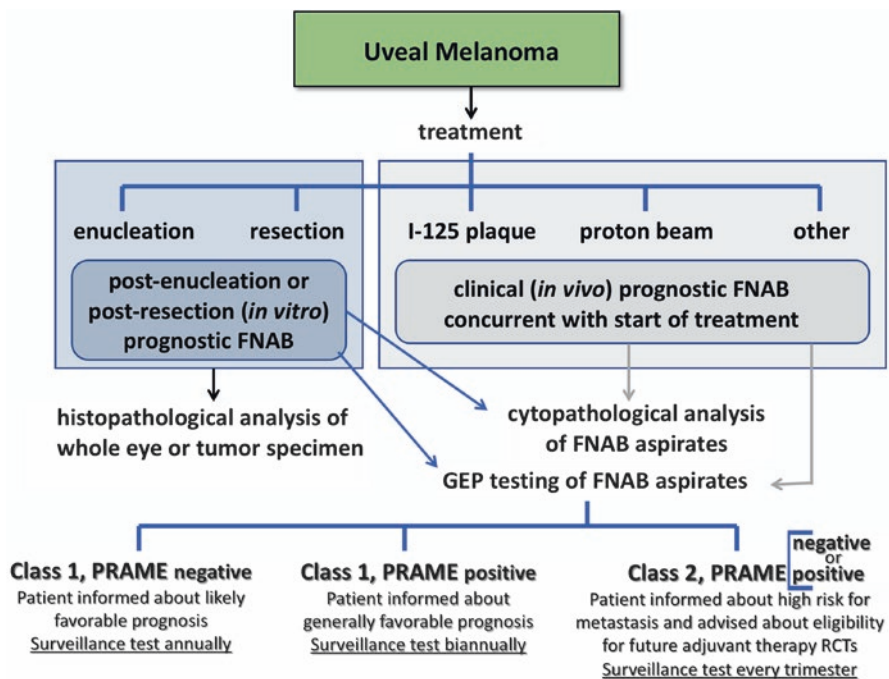 Uveal Melanoma
treatment
enucleation
resection
I-125 plaque
proton beam
other
post-enucleation or
post-resection (in vitro)
prognostic FNAB
clinical (in vivo) prognostic FNAB
concurrent with start of treatment
histopathological analysis of
whole eye or tumor specimen
cytopathological analysis
of FNAB aspirates
GEP testing of FNAB aspirates
Class 1, PRAME negative
Patient informed about likely
favorable prognosis
Surveillance test annually
Class 1, PRAME positive
Patient informed about
generally favorable prognosis
Surveillance test biannually
negative
or
Class 2, PRAME positive
Patient informed about high risk for
metastasis and advised about eligibility
for future adjuvant therapy RCTs
Surveillance test every trimester